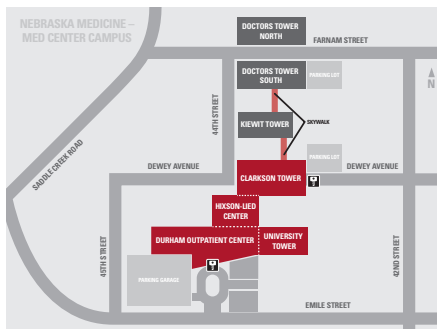 NEBRASKA MEDICINE –
MED CENTER CAMPUS
DOCTORS TOWER
NORTH
FARNAM STREET
DOCTORS TOWER
SOUTH
PARKING LOT
N
44TH STREET
SKYWALK
KIEWIT TOWER
SADDLE CREEK ROAD
PARKING LOT
DEWEY AVENUE
DEWEY AVENUE
CLARKSON TOWER
HIXSON-LIED
CENTER
45TH STREET
DURHAM OUTPATIENT CENTER
UNIVERSITY
TOWER
42ND STREET
PARKING GARAGE
EMILE STREET